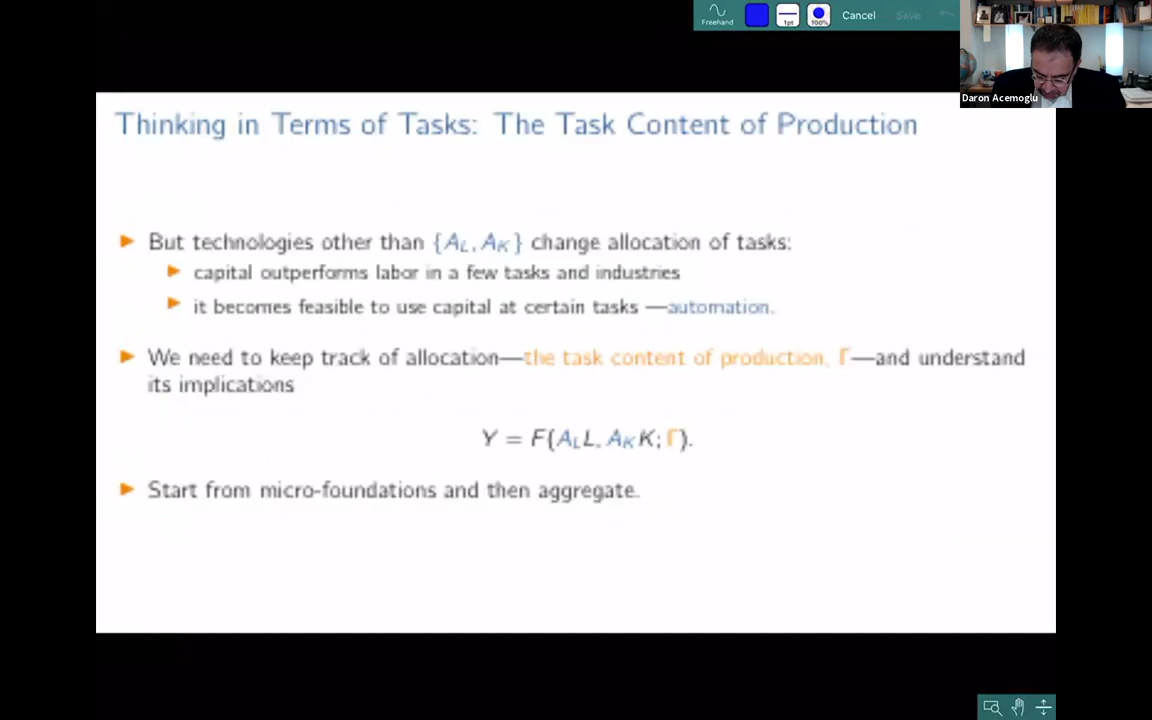 Freehand
1pt
100%
Cancel
Save
Daron Acemoglu
Thinking in Terms of Tasks: The Task Content of Production
But technologies other than {A_L, A_K} change allocation of tasks:
capital outperforms labor in a few tasks and industries
it becomes feasible to use capital at certain tasks —automation.
We need to keep track of allocation—the task content of production, Γ—and understand
its implications
Y = F(A_L L, A_K K; Γ).
Start from micro-foundations and then aggregate.